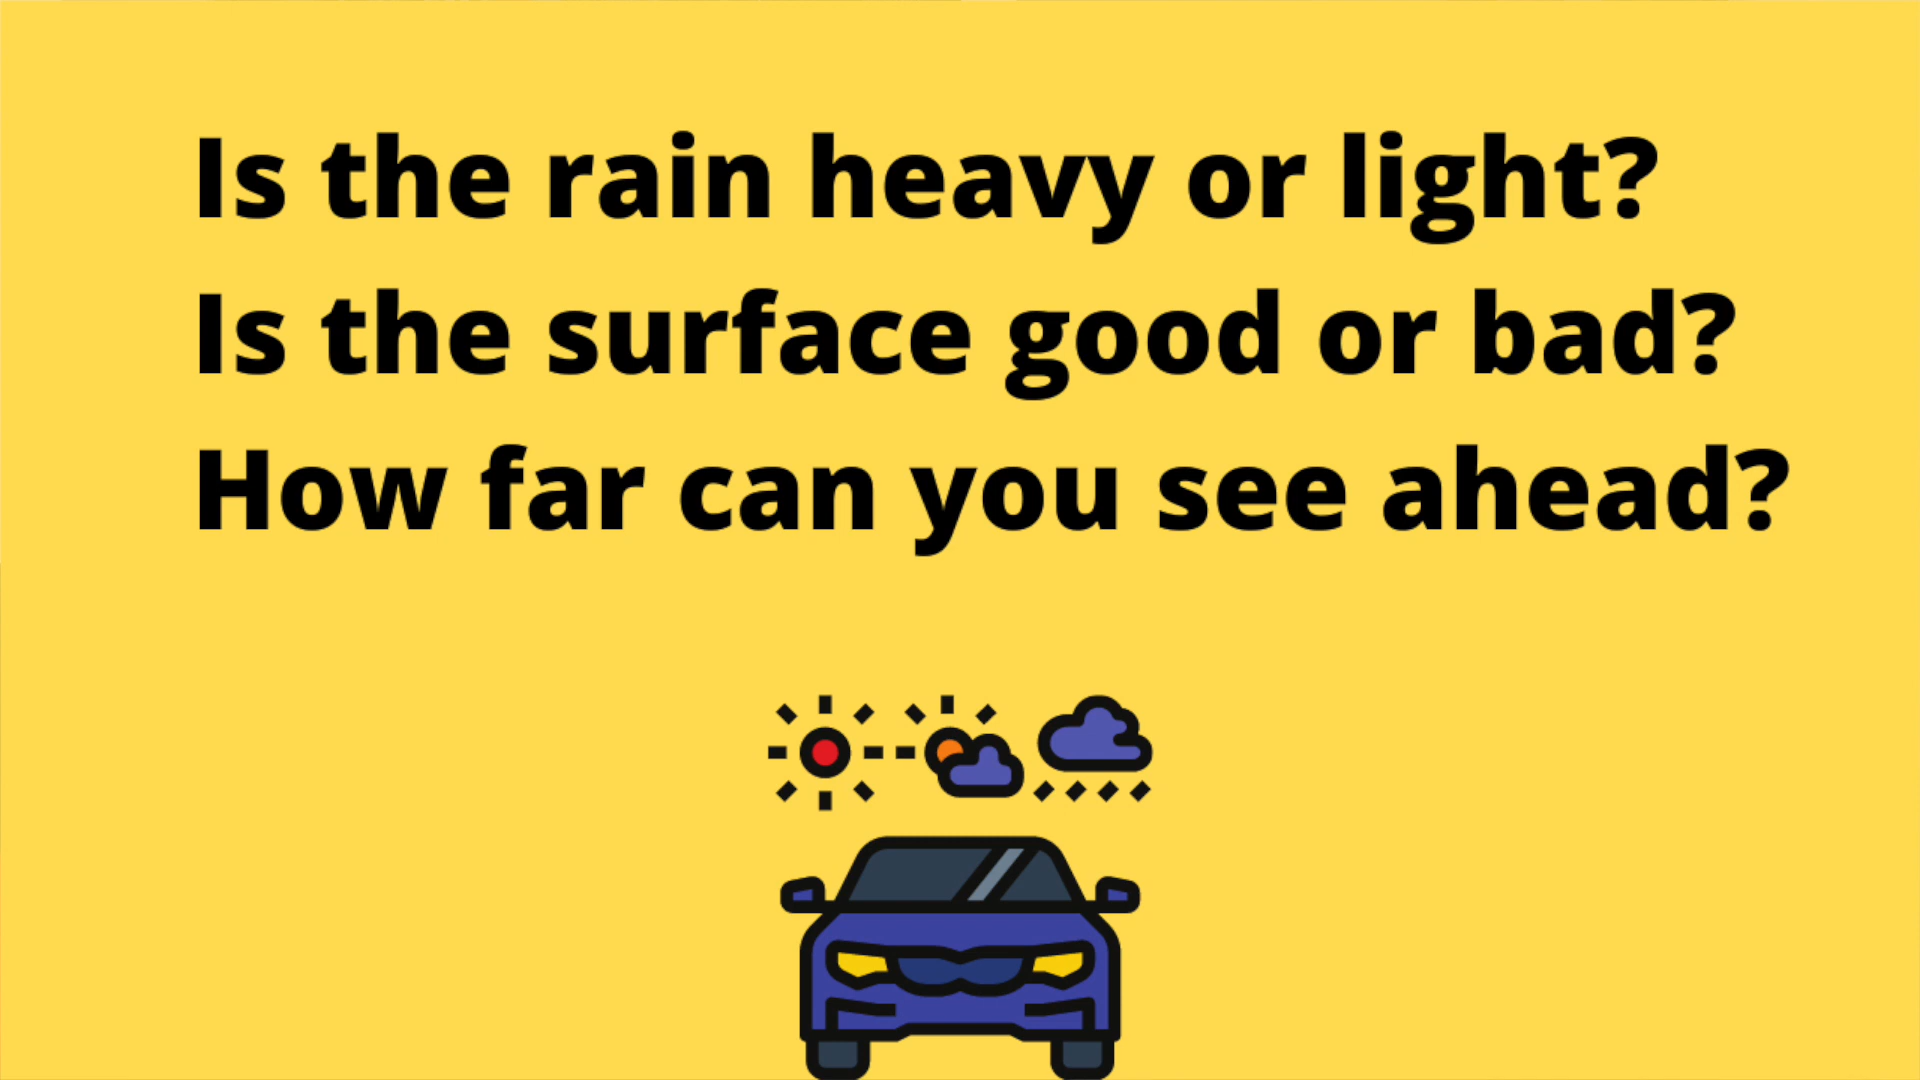 Is the rain heavy or light?
Is the surface good or bad?
How far can you see ahead?